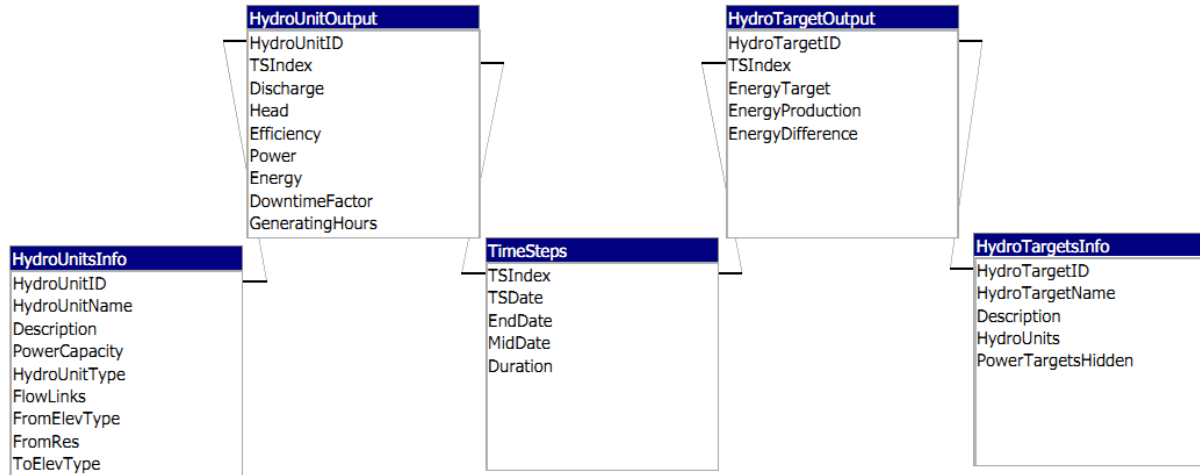 HydroUnitOutput
HydroUnitID
TSIndex
Discharge
Head
Efficiency
Power
Energy
DowntimeFactor
GeneratingHours
HydroTargetOutput
HydroTargetID
TSIndex
EnergyTarget
EnergyProduction
EnergyDifference
HydroUnitsInfo
HydroUnitID
HydroUnitName
Description
PowerCapacity
HydroUnitType
FlowLinks
FromElevType
FromRes
ToElevType
TimeSteps
TSIndex
TSDate
EndDate
MidDate
Duration
HydroTargetsInfo
HydroTargetID
HydroTargetName
Description
HydroUnits
PowerTargetsHidden